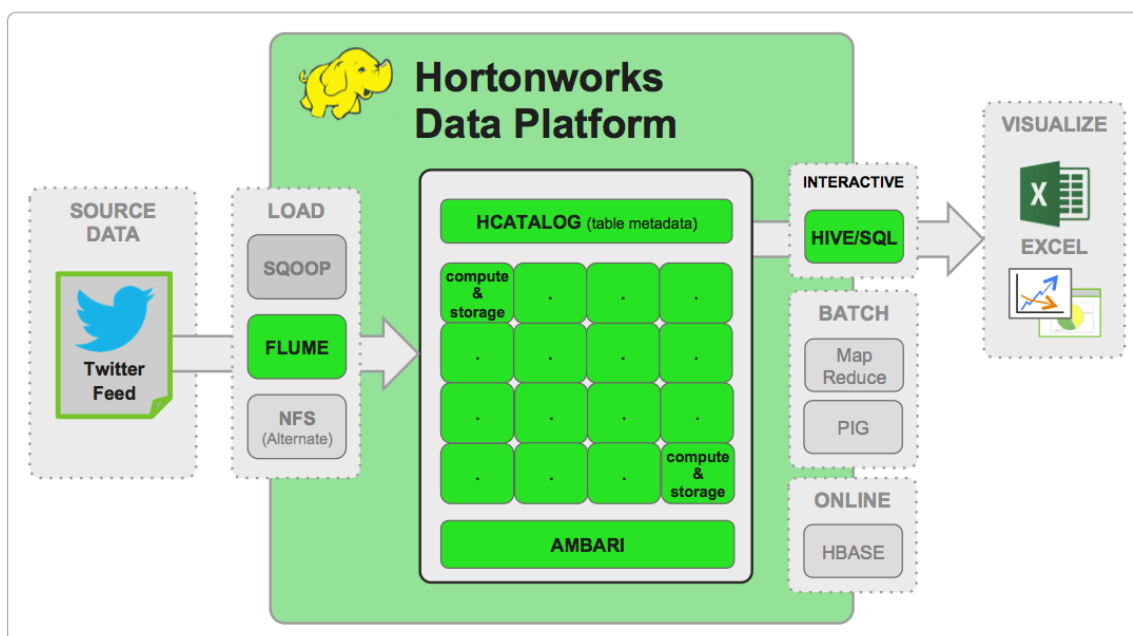 Hortonworks
Data Platform
SOURCE
DATA
Twitter
Feed
LOAD
SQOOP
FLUME
NFS
(Alternate)
HCATALOG (table metadata)
compute
&
storage
. . .
. . . .
. . . .
. . .
compute
&
storage
AMBARI
INTERACTIVE
HIVE/SQL
BATCH
Map
Reduce
PIG
ONLINE
HBASE
VISUALIZE
X
EXCEL